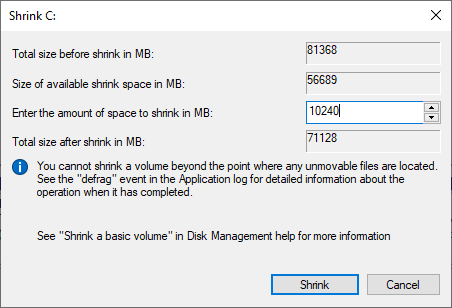 Shrink C:
Total size before shrink in MB: 81368
Size of available shrink space in MB: 56689
Enter the amount of space to shrink in MB: 10240
Total size after shrink in MB: 71128
You cannot shrink a volume beyond the point where any unmovable files are located.
See the "defrag" event in the Application log for detailed information about the
operation when it has completed.
See "Shrink a basic volume" in Disk Management help for more information
Shrink Cancel